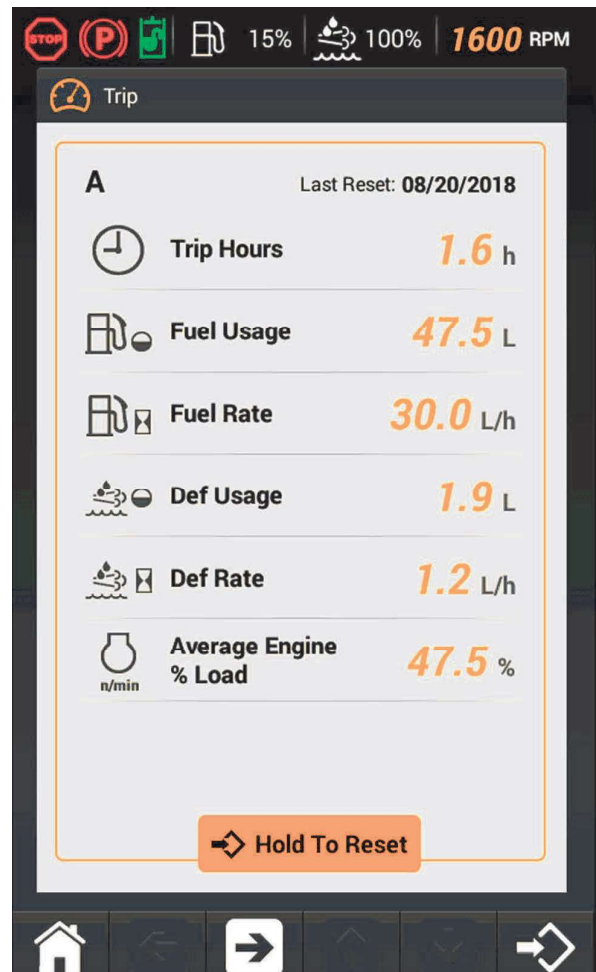 STOP P 15% 100% 1600 RPM
Trip
A Last Reset: 08/20/2018
Trip Hours 1.6 h
Fuel Usage 47.5 L
Fuel Rate 30.0 L/h
Def Usage 1.9 L
Def Rate 1.2 L/h
Average Engine
% Load 47.5 %
n/min
Hold To Reset